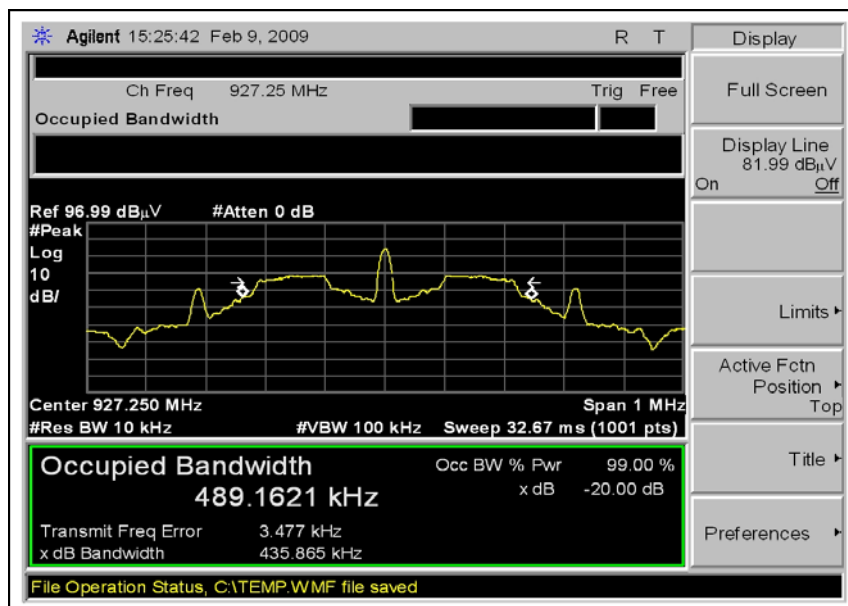 Agilent 15:25:42 Feb 9, 2009 R T
Display
Ch Freq 927.25 MHz Trig Free
Occupied Bandwidth
Full Screen
Display Line
81.99 dBμV
On Off
Ref 96.99 dBμV #Atten 0 dB
#Peak
Log
10
dB/
Limits
Active Fctn
Position
Top
Center 927.250 MHz Span 1 MHz
#Res BW 10 kHz #VBW 100 kHz Sweep 32.67 ms (1001 pts)
Occupied Bandwidth Occ BW % Pwr 99.00 %
489.1621 kHz x dB -20.00 dB
Transmit Freq Error 3.477 kHz
x dB Bandwidth 435.865 kHz
Title
Preferences
File Operation Status, C:\TEMP.WMF file saved